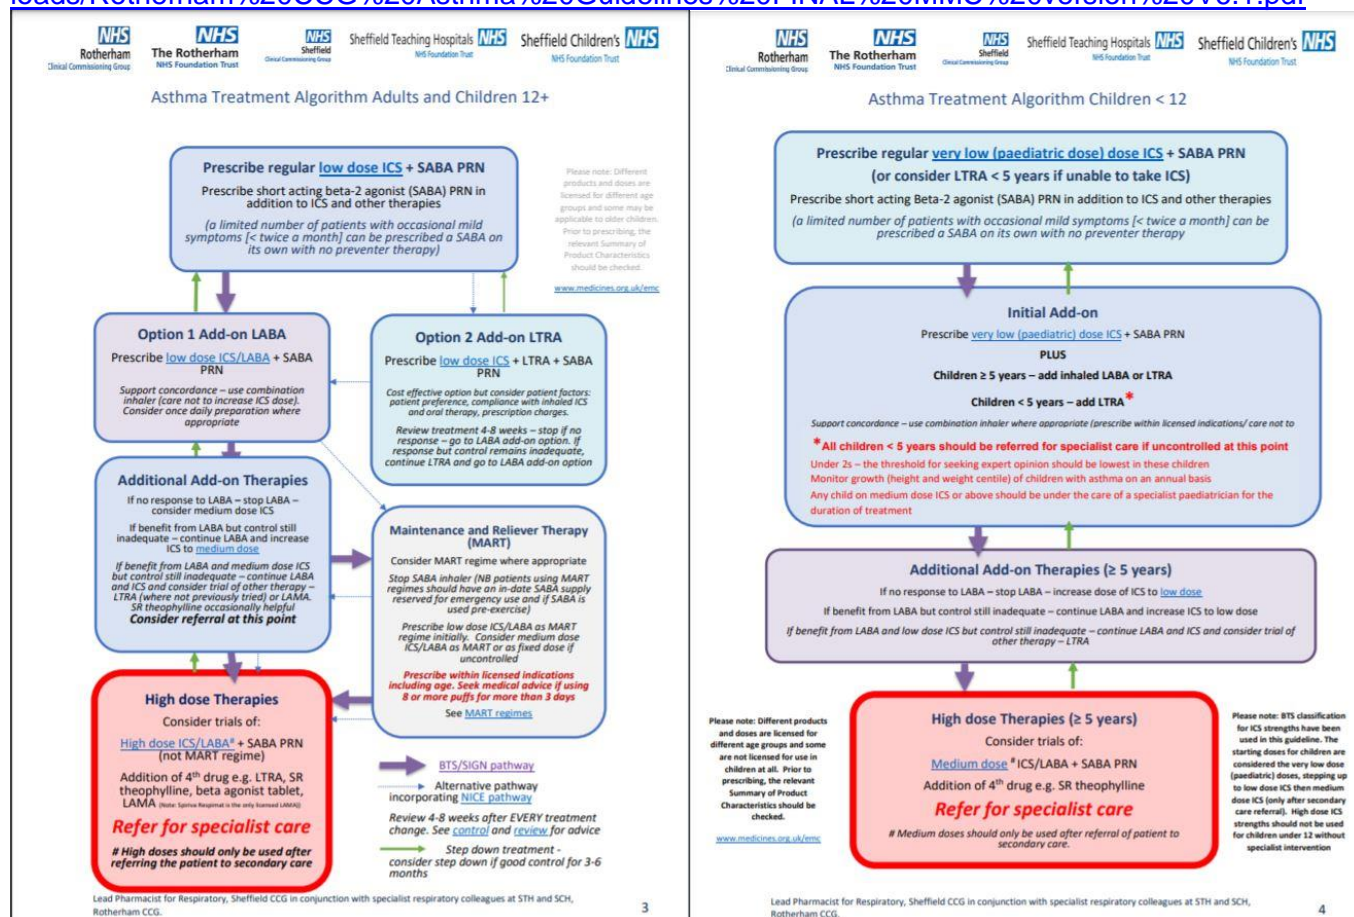 leads/Rotherham%20CCG%20Asthma%20Guidelines%20FINAL%20MMC%20version%20V6.1.pdf
NHS
Rotherham
Clinical Commissioning Group
NHS
The Rotherham
NHS Foundation Trust
NHS
Sheffield
Clinical Commissioning Group
Sheffield Teaching Hospitals NHS
NHS Foundation Trust
Sheffield Children's NHS
NHS Foundation Trust
Asthma Treatment Algorithm Adults and Children 12+
Prescribe regular low dose ICS + SABA PRN
Prescribe short acting beta-2 agonist (SABA) PRN in
addition to ICS and other therapies
(a limited number of patients with occasional mild
symptoms [< twice a month] can be prescribed a SABA on
its own with no preventer therapy)
Please note: Different
products and doses are
licensed for different age
groups and some may be
applicable to older children.
Prior to prescribing, the
relevant Summary of
Product Characteristics
should be checked.
www.medicines.org.uk/emc
Option 1 Add-on LABA
Prescribe low dose ICS/LABA + SABA
PRN
Support concordance – use combination
inhaler (care not to increase ICS dose).
Consider once daily preparation where
appropriate
Option 2 Add-on LTRA
Prescribe low dose ICS + LTRA + SABA
PRN
Cost effective option but consider patient factors:
patient preference, compliance with inhaled ICS
and oral therapy, prescription charges.
Review treatment 4-8 weeks – stop if no
response – go to LABA add-on option. If
response but control remains inadequate,
continue LTRA and go to LABA add-on option
Additional Add-on Therapies
If no response to LABA – stop LABA –
consider medium dose ICS
If benefit from LABA but control still
inadequate – continue LABA and increase
ICS to medium dose
If benefit from LABA and medium dose ICS
but control still inadequate – continue LABA
and ICS and consider trial of other therapy –
LTRA (where not previously tried) or LAMA.
SR theophylline occasionally helpful
Consider referral at this point
Maintenance and Reliever Therapy
(MART)
Consider MART regime where appropriate
Stop SABA inhaler (NB patients using MART
regimes should have an in-date SABA supply
reserved for emergency use and if SABA is
used pre-exercise)
Prescribe low dose ICS/LABA as MART
regime initially. Consider medium dose
ICS/LABA as MART or as fixed dose if
uncontrolled
Prescribe within licensed indications
including age. Seek medical advice if using
8 or more puffs for more than 3 days
See MART regimes
High dose Therapies
Consider trials of:
High dose ICS/LABA# + SABA PRN
(not MART regime)
Addition of 4th drug e.g. LTRA, SR
theophylline, beta agonist tablet,
LAMA (Note: Spiriva Respimat is the only licensed LAMA))
Refer for specialist care
# High doses should only be used after
referring the patient to secondary care
BTS/SIGN pathway
Alternative pathway
incorporating NICE pathway
Review 4-8 weeks after EVERY treatment
change. See control and review for advice
Step down treatment -
consider step down if good control for 3-6
months
Lead Pharmacist for Respiratory, Sheffield CCG in conjunction with specialist respiratory colleagues at STH and SCH,
Rotherham CCG.
3
NHS
Rotherham
Clinical Commissioning Group
NHS
The Rotherham
NHS Foundation Trust
NHS
Sheffield
Clinical Commissioning Group
Sheffield Teaching Hospitals NHS
NHS Foundation Trust
Sheffield Children's NHS
NHS Foundation Trust
Asthma Treatment Algorithm Children < 12
Prescribe regular very low (paediatric dose) dose ICS + SABA PRN
(or consider LTRA < 5 years if unable to take ICS)
Prescribe short acting Beta-2 agonist (SABA) PRN in addition to ICS and other therapies
(a limited number of patients with occasional mild symptoms [< twice a month] can be
prescribed a SABA on its own with no preventer therapy
Initial Add-on
Prescribe very low (paediatric) dose ICS + SABA PRN
PLUS
Children ≥ 5 years – add inhaled LABA or LTRA
Children < 5 years – add LTRA*
Support concordance – use combination inhaler where appropriate (prescribe within licensed indications/ care not to
*All children < 5 years should be referred for specialist care if uncontrolled at this point
Under 2s – the threshold for seeking expert opinion should be lowest in these children
Monitor growth (height and weight centile) of children with asthma on an annual basis
Any child on medium dose ICS or above should be under the care of a specialist paediatrician for the
duration of treatment
Additional Add-on Therapies (≥ 5 years)
If no response to LABA – stop LABA – increase dose of ICS to low dose
If benefit from LABA but control still inadequate – continue LABA and increase ICS to low dose
If benefit from LABA and low dose ICS but control still inadequate – continue LABA and ICS and consider trial of
other therapy – LTRA
Please note: Different products
and doses are licensed for
different age groups and some
are not licensed for use in
children at all. Prior to
prescribing, the relevant
Summary of Product
Characteristics should be
checked.
www.medicines.org.uk/emc
High dose Therapies (≥ 5 years)
Consider trials of:
Medium dose # ICS/LABA + SABA PRN
Addition of 4th drug e.g. SR theophylline
Refer for specialist care
# Medium doses should only be used after referral of patient to
secondary care.
Please note: BTS classification
for ICS strengths have been
used in this guideline. The
starting doses for children are
considered the very low dose
(paediatric) doses, stepping up
to low dose ICS then medium
dose ICS (only after secondary
care referral). High dose ICS
strengths should not be used
for children under 12 without
specialist intervention
Lead Pharmacist for Respiratory, Sheffield CCG in conjunction with specialist respiratory colleagues at STH and SCH,
Rotherham CCG.
4